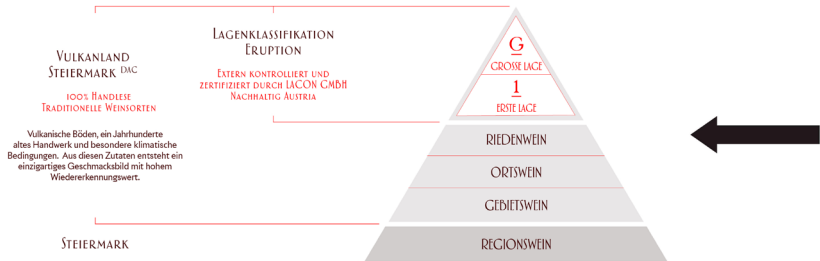 Vulkanland
Steiermark DAC
100% Handlese
Traditionelle Weinsorten
Vulkanische Böden, ein Jahrhunderte
altes Handwerk und besondere klimatische
Bedingungen. Aus diesen Zutaten entsteht ein
einzigartiges Geschmacksbild mit hohem
Wiedererkennungswert.
Steiermark
Lagenklassifikation
Eruption
Extern kontrolliert und
zertifiziert durch LACON GMBH
Nachhaltig Austria
G
GROSSE LAGE
1
ERSTE LAGE
RIEDENWEIN
ORTSWEIN
GEBIETSWEIN
REGIONSWEIN